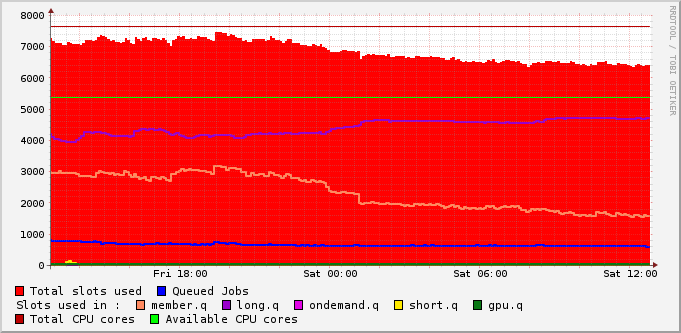 8000
7000
6000
5000
4000
3000
2000
1000
0
Fri 18:00 Sat 00:00 Sat 06:00 Sat 12:00
Total slots used Queued Jobs
Slots used in : member.q long.q ondemand.q short.q gpu.q
Total CPU cores Available CPU cores
RRDTOOL / TOBI OETIKER